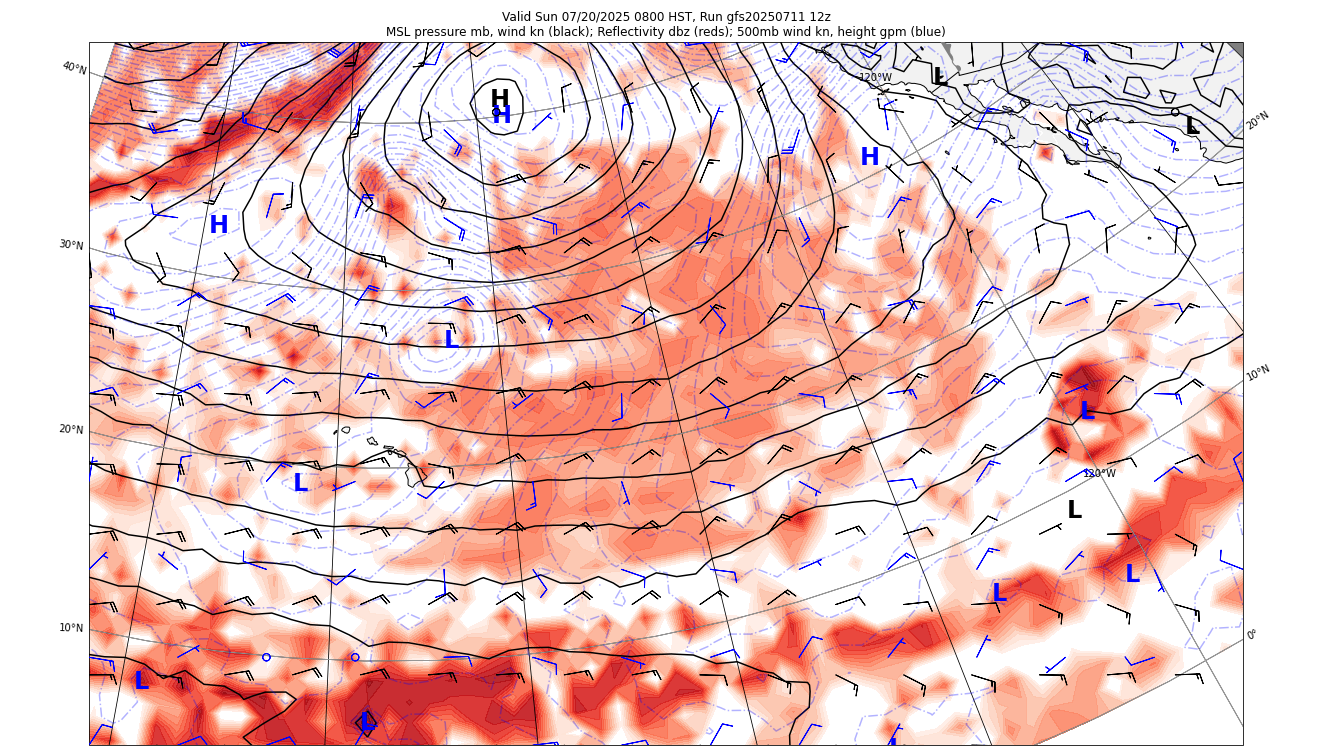 Valid Sun 07/20/2025 0800 HST, Run gfs20250711 12z
MSL pressure mb, wind kn (black); Reflectivity dbz (reds); 500mb wind kn, height gpm (blue)
40°N
120°W
L
H
H
20°N
L
H
H
30°N
L
10°N
L
20°N
L
120°W
L
L
L
10°N
0°
L
L
L